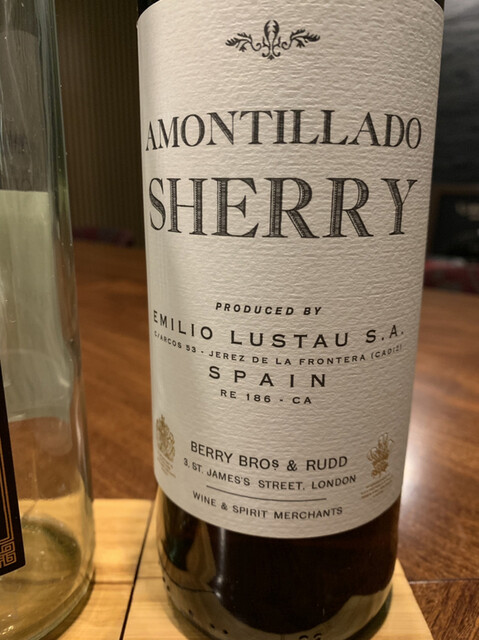 AMONTILLADO
SHERRY
PRODUCED BY
EMILIO LUSTAU S.A.
C/ARCOS 53 - JEREZ DE LA FRONTERA (CADIZ)
SPAIN
RE 186 - CA
BERRY BROS & RUDD
3, ST. JAMES'S STREET, LONDON
WINE & SPIRIT MERCHANTS